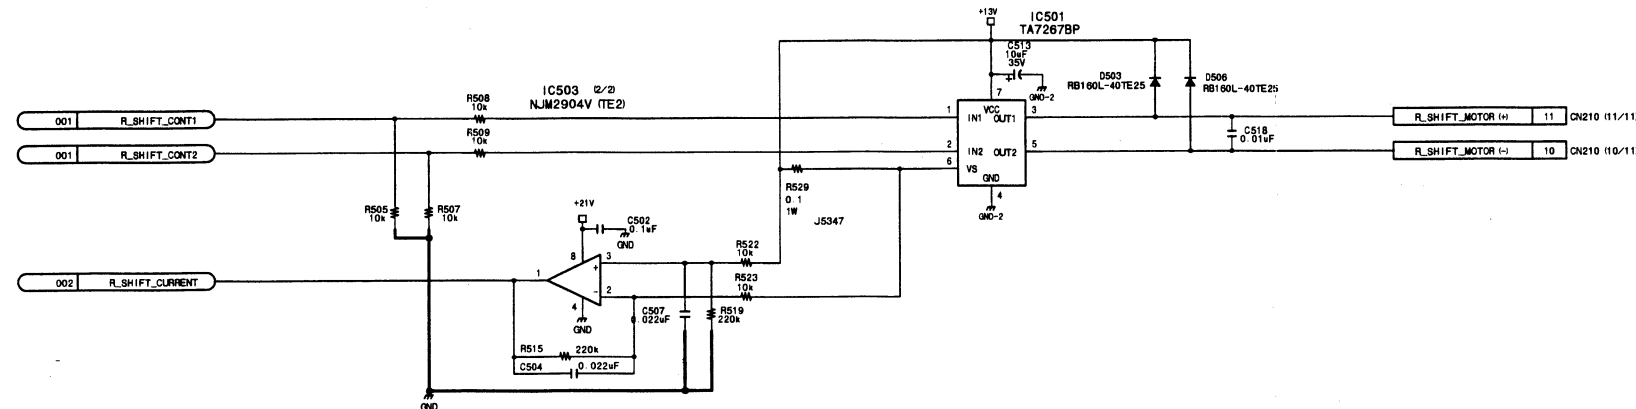 +13V
IC501
TA7267BP
C513
10uF
35V
GND-2
D503
RB160L-40TE25
D506
RB160L-40TE25
IC503 (2/2)
NJM2904V (TE2)
R508
10k
R509
10k
001 R_SHIFT_CONT1
001 R_SHIFT_CONT2
7
1 IN1 VCC OUT1 3
2 IN2 OUT2 5
6 VS
GND
4
GND-2
C518
0.01uF
R_SHIFT_MOTOR (+) 11 CN210 (11/11)
R_SHIFT_MOTOR (-) 10 CN210 (10/11)
R529
0.1
1W
J5347
R505
10k
R507
10k
+21V
C502
0.1uF
GND
8
3
+
1
-
2
4
GND
R522
10k
R523
10k
002 R_SHIFT_CURRENT
C507
0.022uF
R519
220k
R515 220k
C504 0.022uF
GND